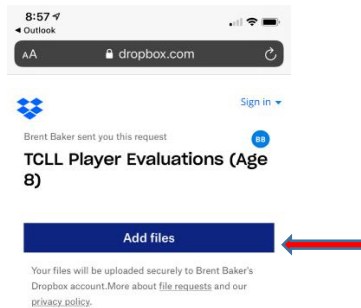 8:57
◀ Outlook
AA dropbox.com
Sign in
Brent Baker sent you this request
BB
TCLL Player Evaluations (Age
8)
Add files
Your files will be uploaded securely to Brent Baker's
Dropbox account.More about file requests and our
privacy policy.